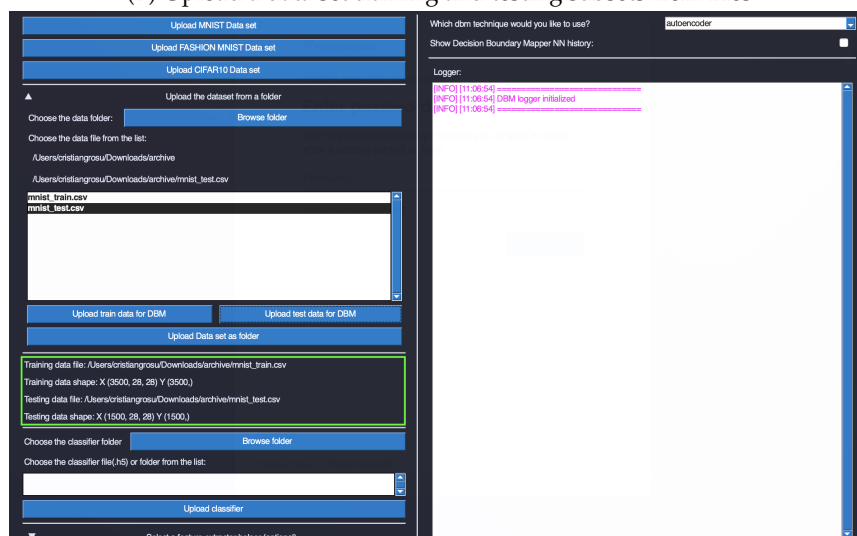 Upload MNIST Data set
Upload FASHION MNIST Data set
Upload CIFAR10 Data set
▲ Upload the dataset from a folder
Choose the data folder: Browse folder
Choose the data file from the list:
/Users/cristiangrosu/Downloads/archive
/Users/cristiangrosu/Downloads/archive/mnist_test.csv
mnist_train.csv
mnist_test.csv
Upload train data for DBM Upload test data for DBM
Upload Data set as folder
Training data file: /Users/cristiangrosu/Downloads/archive/mnist_train.csv
Training data shape: X (3500, 28, 28) Y (3500,)
Testing data file: /Users/cristiangrosu/Downloads/archive/mnist_test.csv
Testing data shape: X (1500, 28, 28) Y (1500,)
Choose the classifier folder Browse folder
Choose the classifier file(.h5) or folder from the list:
Upload classifier
Which dbm technique would you like to use? autoencoder
Show Decision Boundary Mapper NN history:
Logger:
[INFO] [11:06:54] ==============================
[INFO] [11:06:54] DBM logger initialized
[INFO] [11:06:54] ==============================